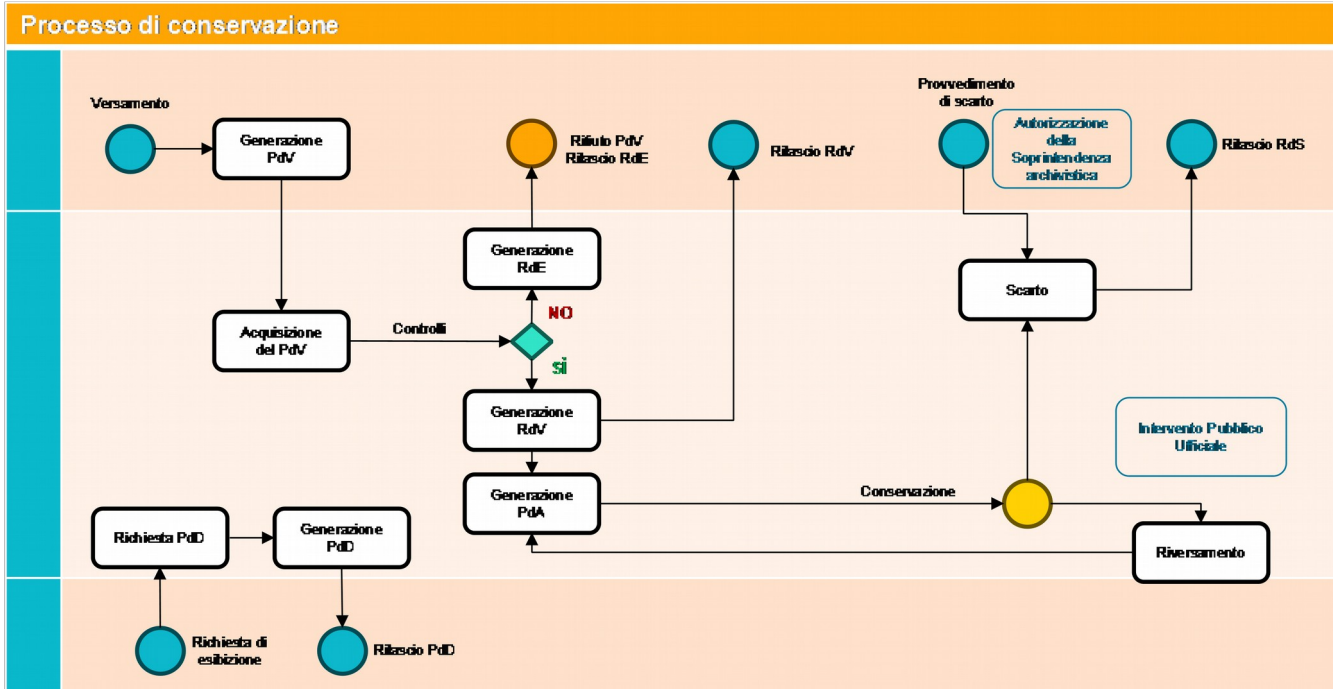 Processo di conservazione
Versamento
Generazione
PdV
Rifiuto PdV
Rilascio RdE
Rilascio RdV
Provvedimento
di scarto
Autorizzazione
della
Soprintendenza
archivistica
Rilascio RdS
Generazione
RdE
Scarto
NO
Acquisizione
del PdV
Controlli
si
Generazione
RdV
Intervento Pubblico
Ufficiale
Generazione
PdA
Conservazione
Richiesta PdD
Generazione
PdD
Riversamento
Richiesta di
esibizione
Rilascio PdD